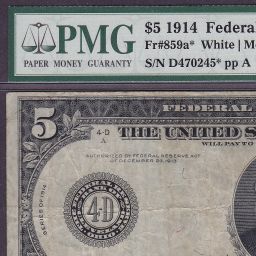 PMG
PAPER MONEY GUARANTY
$5 1914 Federal
Fr#859a* White | M
S/N D470245* pp A
FEDERAL
5
4-D
A
THE UNITED S
WILL PAY TO
AUTHORIZED BY FEDERAL RESERVE ACT
OF DECEMBER 23, 1913
SERIES OF 1914
4-D